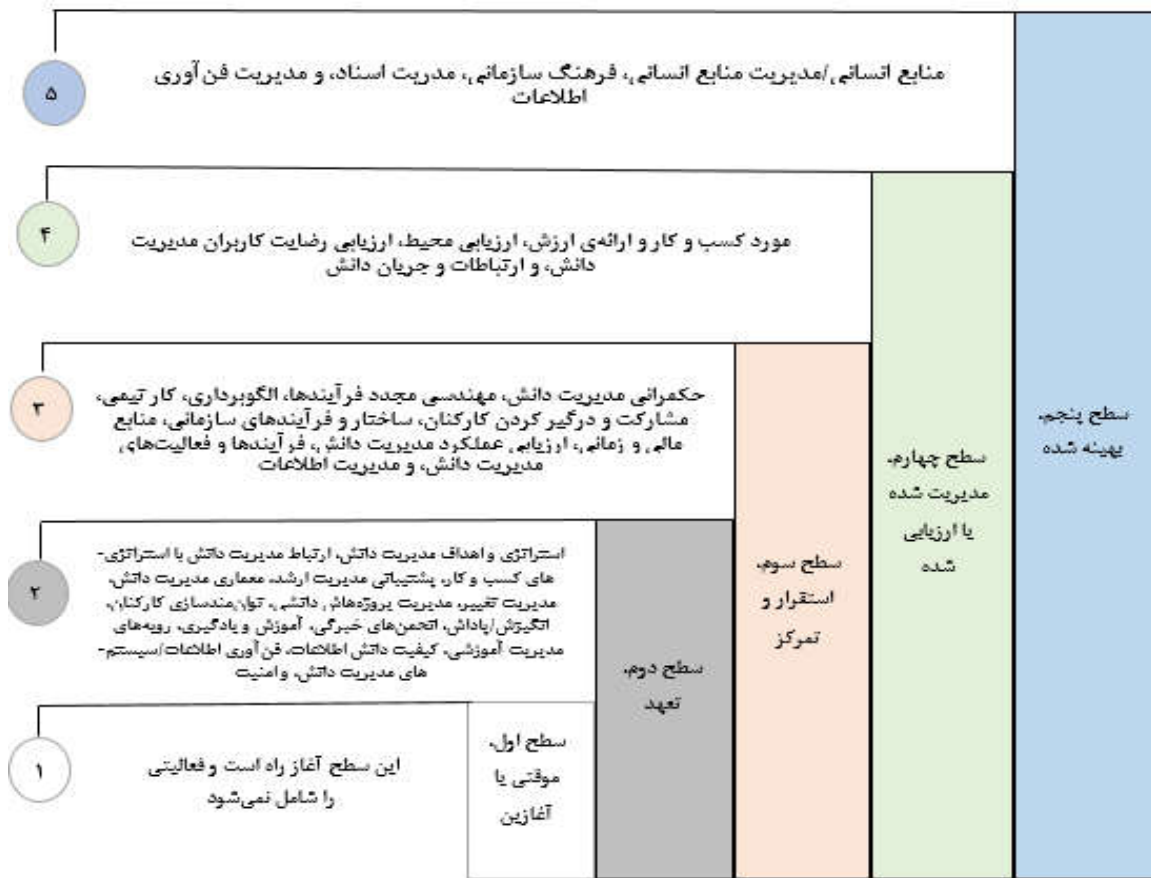 ۵
منابع انسانی/مدیریت منابع انسانی، فرهنگ سازمانی، مدریت اسناد، و مدیریت فن آوری
اطلاعات
سطح پنجم،
بهینه شده
۴
مورد کسب و کار و ارائه‌ی ارزش، ارزیابی محیط، ارزیابی رضایت کاربران مدیریت
دانش، و ارتباطات و جریان دانش
سطح چهارم،
مدیریت شده
یا ارزیابی
شده
۳
حکمرانی مدیریت دانش، مهندسی مجدد فرآیندها، الگوبرداری، کار تیمی،
مشارکت و درگیر کردن کارکنان، ساختار و فرآیندهای سازمانی، منابع
مالی و زمانی، ارزیابی عملکرد مدیریت دانش، فرآیندها و فعالیت‌های
مدیریت دانش، و مدیریت اطلاعات
سطح سوم،
استقرار و
تمرکز
۲
استراتژی و اهداف مدیریت دانش، ارتباط مدیریت دانش با استراتژی-
های کسب و کار، پشتیبانی مدیریت ارشد، معماری مدیریت دانش،
مدیریت تغییر، مدیریت پروژه‌هاش دانشی، توان‌مندسازی کارکنان،
انگیزش/پاداش، انجمن‌های خبرگی، آموزش و یادگیری، رویه‌های
مدیریت آموزشی، کیفیت دانش اطلاعات، فن‌آوری اطلاعات/سیستم-
های مدیریت دانش، و امنیت
سطح دوم،
تعهد
۱
این سطح آغاز راه است و فعالیتی
را شامل نمی‌شود
سطح اول،
موقتی یا
آغازین